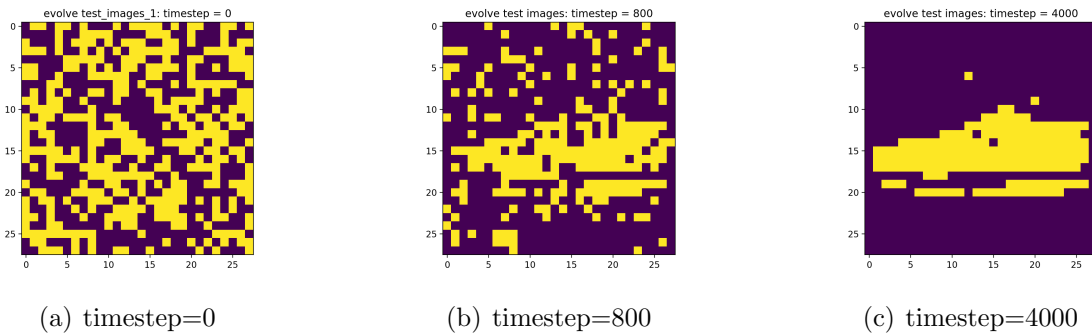 evolve test_images_1: timestep = 0
0
5
10
15
20
25
0 5 10 15 20 25
(a) timestep=0
evolve test images: timestep = 800
0
5
10
15
20
25
0 5 10 15 20 25
(b) timestep=800
evolve test images: timestep = 4000
0
5
10
15
20
25
0 5 10 15 20 25
(c) timestep=4000